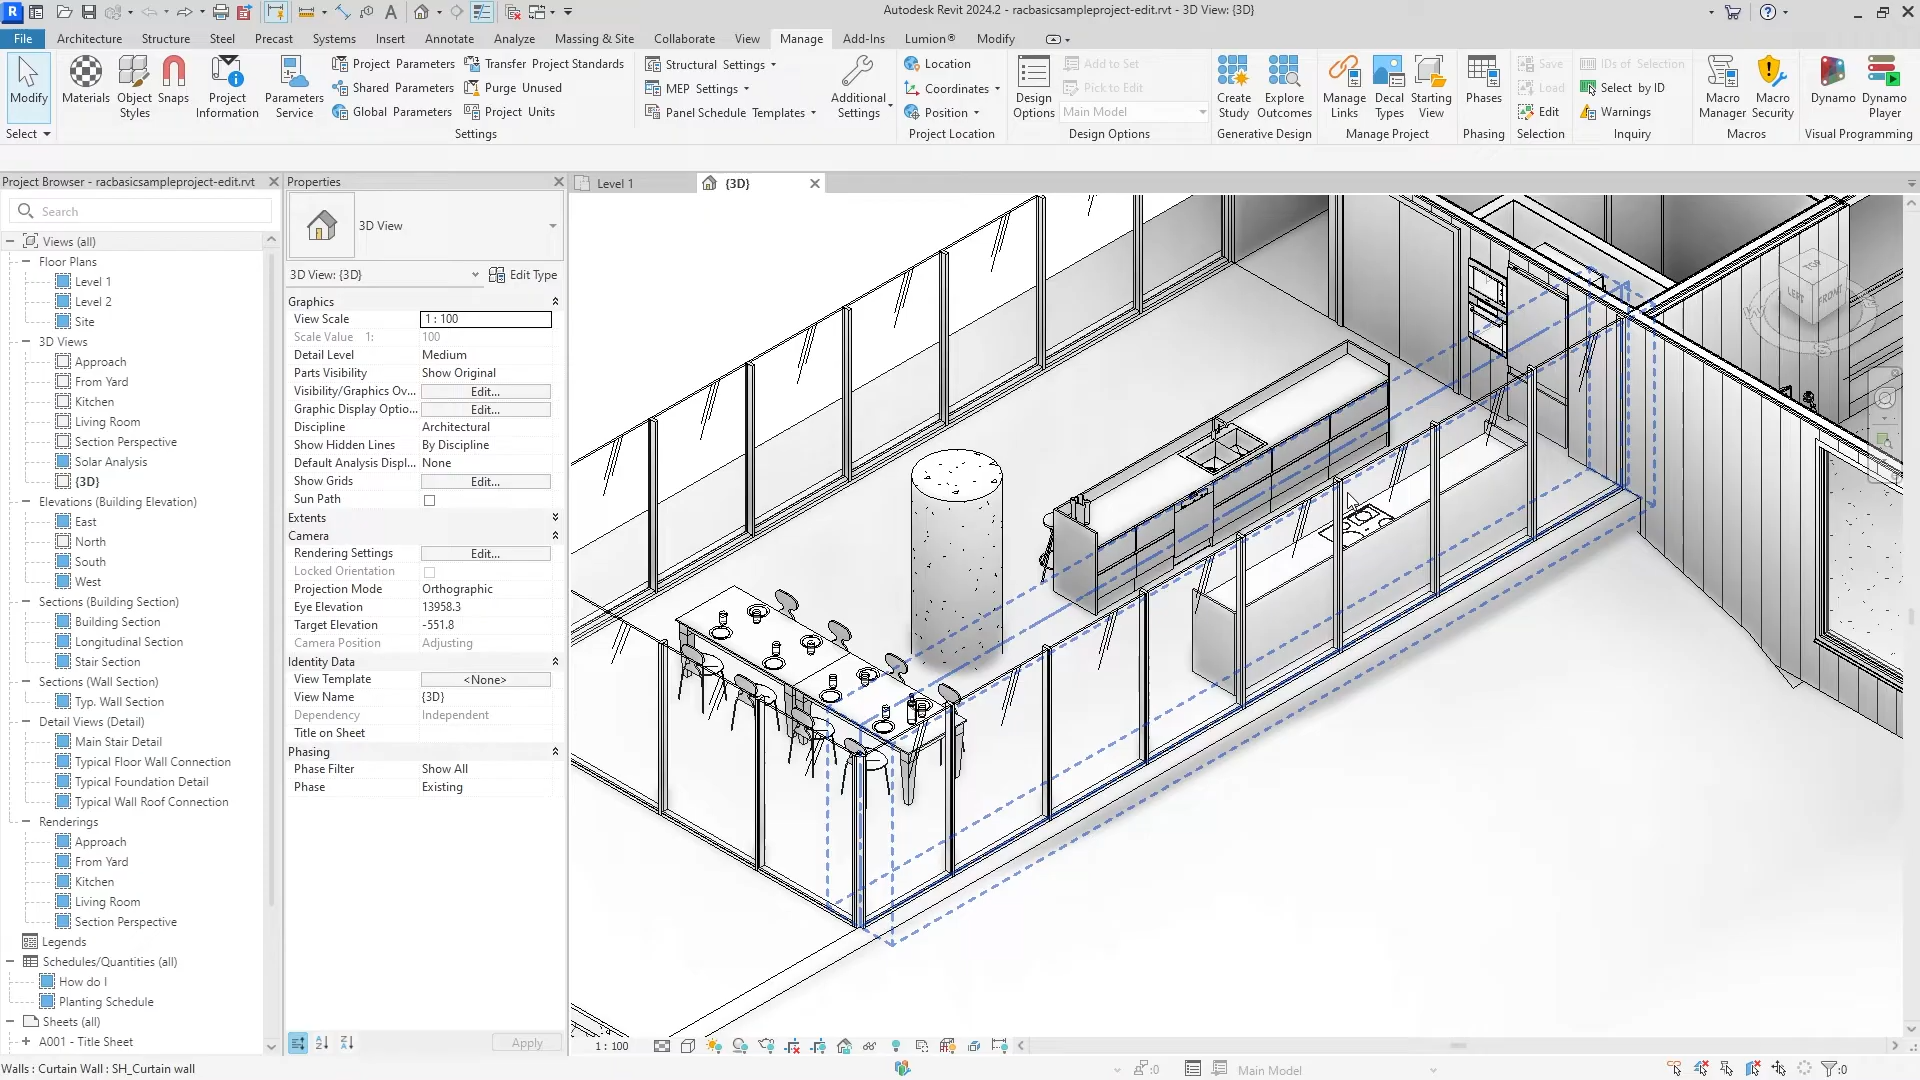 Autodesk Revit 2024.2 - racbasicsampleproject-edit.rvt - 3D View: {3D}
File Architecture Structure Steel Precast Systems Insert Annotate Analyze Massing & Site Collaborate View Manage Add-Ins Lumion® Modify
Modify
Materials
Object Styles
Snaps
Project Information
Parameters Service
Project Parameters
Shared Parameters
Global Parameters
Transfer Project Standards
Purge Unused
Project Units
Structural Settings
MEP Settings
Panel Schedule Templates
Additional Settings
Location
Coordinates
Position
Design Options
Add to Set
Pick to Edit
Main Model
Create Study
Explore Outcomes
Manage Links
Decal Types
Starting View
Phases
Save
Load
Edit
IDs of Selection
Select by ID
Warnings
Macro Manager
Macro Security
Dynamo
Dynamo Player
Select
Settings
Project Location
Design Options
Generative Design
Manage Project
Phasing
Selection
Inquiry
Macros
Visual Programming
Project Browser - racbasicsampleproject-edit.rvt
Search
Views (all)
Floor Plans
Level 1
Level 2
Site
3D Views
Approach
From Yard
Kitchen
Living Room
Section Perspective
Solar Analysis
{3D}
Elevations (Building Elevation)
East
North
South
West
Sections (Building Section)
Building Section
Longitudinal Section
Stair Section
Sections (Wall Section)
Typ. Wall Section
Detail Views (Detail)
Main Stair Detail
Typical Floor Wall Connection
Typical Foundation Detail
Typical Wall Roof Connection
Renderings
Approach
From Yard
Kitchen
Living Room
Section Perspective
Legends
Schedules/Quantities (all)
How do I
Planting Schedule
Sheets (all)
A001 - Title Sheet
Properties
3D View
3D View: {3D}
Edit Type
Graphics
View Scale 1 : 100
Scale Value 1: 100
Detail Level Medium
Parts Visibility Show Original
Visibility/Graphics Ov... Edit...
Graphic Display Optio... Edit...
Discipline Architectural
Show Hidden Lines By Discipline
Default Analysis Displ... None
Show Grids Edit...
Sun Path
Extents
Camera
Rendering Settings Edit...
Locked Orientation
Projection Mode Orthographic
Eye Elevation 13958.3
Target Elevation -551.8
Camera Position Adjusting
Identity Data
View Template <None>
View Name {3D}
Dependency Independent
Title on Sheet
Phasing
Phase Filter Show All
Phase Existing
Apply
Level 1
{3D}
TOP
LEFT
FRONT
W
S
1 : 100
Walls : Curtain Wall : SH_Curtain wall
:0
Main Model
:0